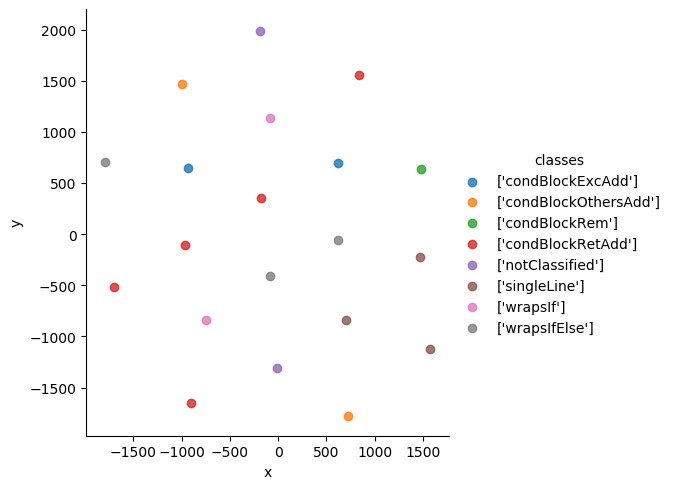 2000
1500
1000
500
0
−500
−1000
−1500
y
−1500 −1000 −500 0 500 1000 1500
x
classes
['condBlockExcAdd']
['condBlockOthersAdd']
['condBlockRem']
['condBlockRetAdd']
['notClassified']
['singleLine']
['wrapsIf']
['wrapsIfElse']